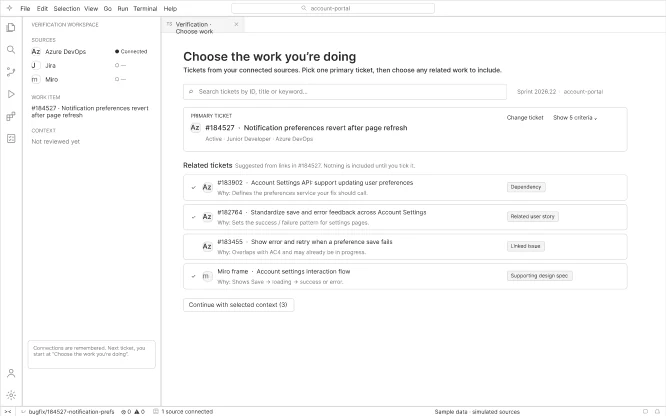 File Edit Selection View Go Run Terminal Help
account-portal
VERIFICATION WORKSPACE
SOURCES
Az Azure DevOps Connected
J Jira —
m Miro —
WORK ITEM
#184527 · Notification preferences revert
after page refresh
CONTEXT
Not reviewed yet
Connections are remembered. Next ticket, you
start at “Choose the work you’re doing”.
TS Verification ·
Choose work ×
Choose the work you’re doing
Tickets from your connected sources. Pick one primary ticket, then choose any related work to include.
Search tickets by ID, title or keyword...
Sprint 2026.22 · account-portal
PRIMARY TICKET
Az #184527 · Notification preferences revert after page refresh
Active · Junior Developer · Azure DevOps
Change ticket Show 5 criteria
Related tickets Suggested from links in #184527. Nothing is included until you tick it.
Az #183902 · Account Settings API: support updating user preferences
Why: Defines the preferences service your fix should call.
Dependency
Az #182764 · Standardize save and error feedback across Account Settings
Why: Sets the success / failure pattern for settings pages.
Related user story
Az #183455 · Show error and retry when a preference save fails
Why: Overlaps with AC4 and may already be in progress.
Linked issue
m Miro frame · Account settings interaction flow
Why: Shows Save → loading → success or error.
Supporting design spec
Continue with selected context (3)
bugfix/184527-notification-prefs 0 0 1 source connected
Sample data · simulated sources